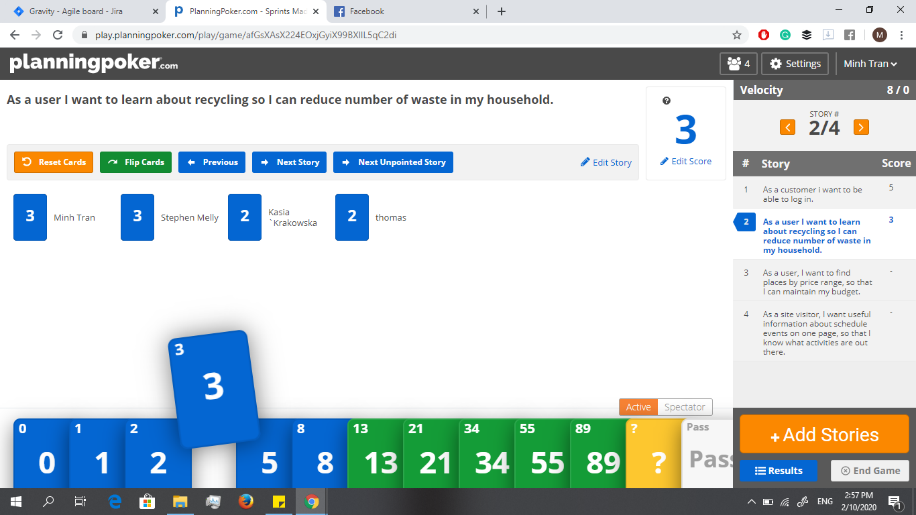 Gravity - Agile board - Jira
PlanningPoker.com - Sprints Mac
Facebook
play.planningpoker.com/play/game/
planningpoker.com
4
Settings
Minh Tran
As a user I want to learn about recycling so I can reduce number of waste in my household.
3
Edit Score
Reset Cards
Flip Cards
Previous
Next Story
Next Unpointed Story
Edit Story
3 Minh Tran
3 Stephen Melly
2 Kasia
`Krakowska
2 thomas
Velocity 8 / 0
STORY #
2/4
# Story Score
1 As a customer I want to be 5
able to log in.
2 As a user I want to learn 3
about recycling so I can
reduce number of waste in
my household.
3 As a user, I want to find -
places by price range, so that
I can maintain my budget.
4 As a site visitor, I want useful -
information about schedule
events on one page, so that I
know what activities are out
there.
3
3
Active
Spectator
0 1 2 8 13 21 34 55 89 ? Pass
0 1 2 5 8 13 21 34 55 89 ? Pass
+ Add Stories
Results
End Game
M
ENG
2:57 PM
2/10/2020
1